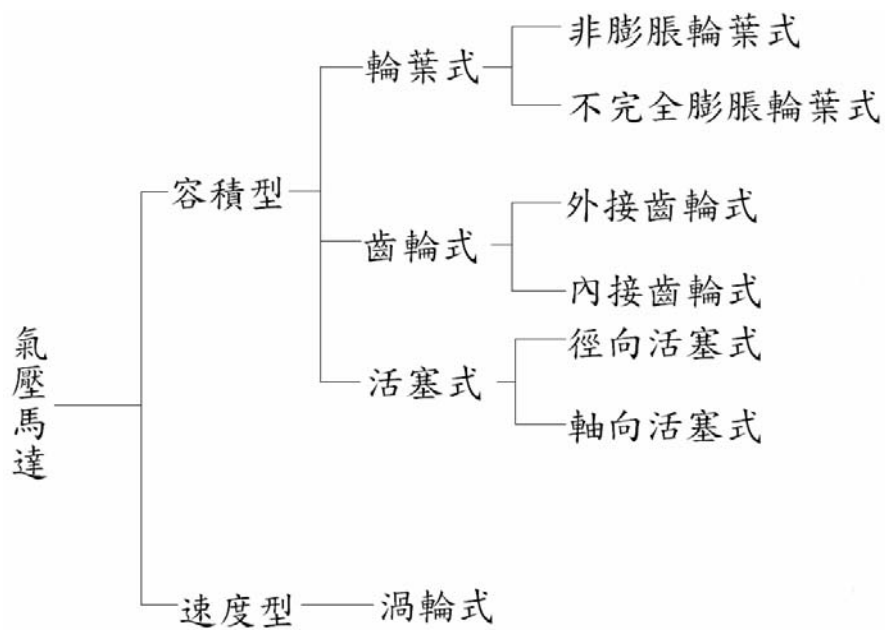 氣壓馬達
容積型
輪葉式
非膨脹輪葉式
不完全膨脹輪葉式
齒輪式
外接齒輪式
內接齒輪式
活塞式
徑向活塞式
軸向活塞式
速度型
渦輪式